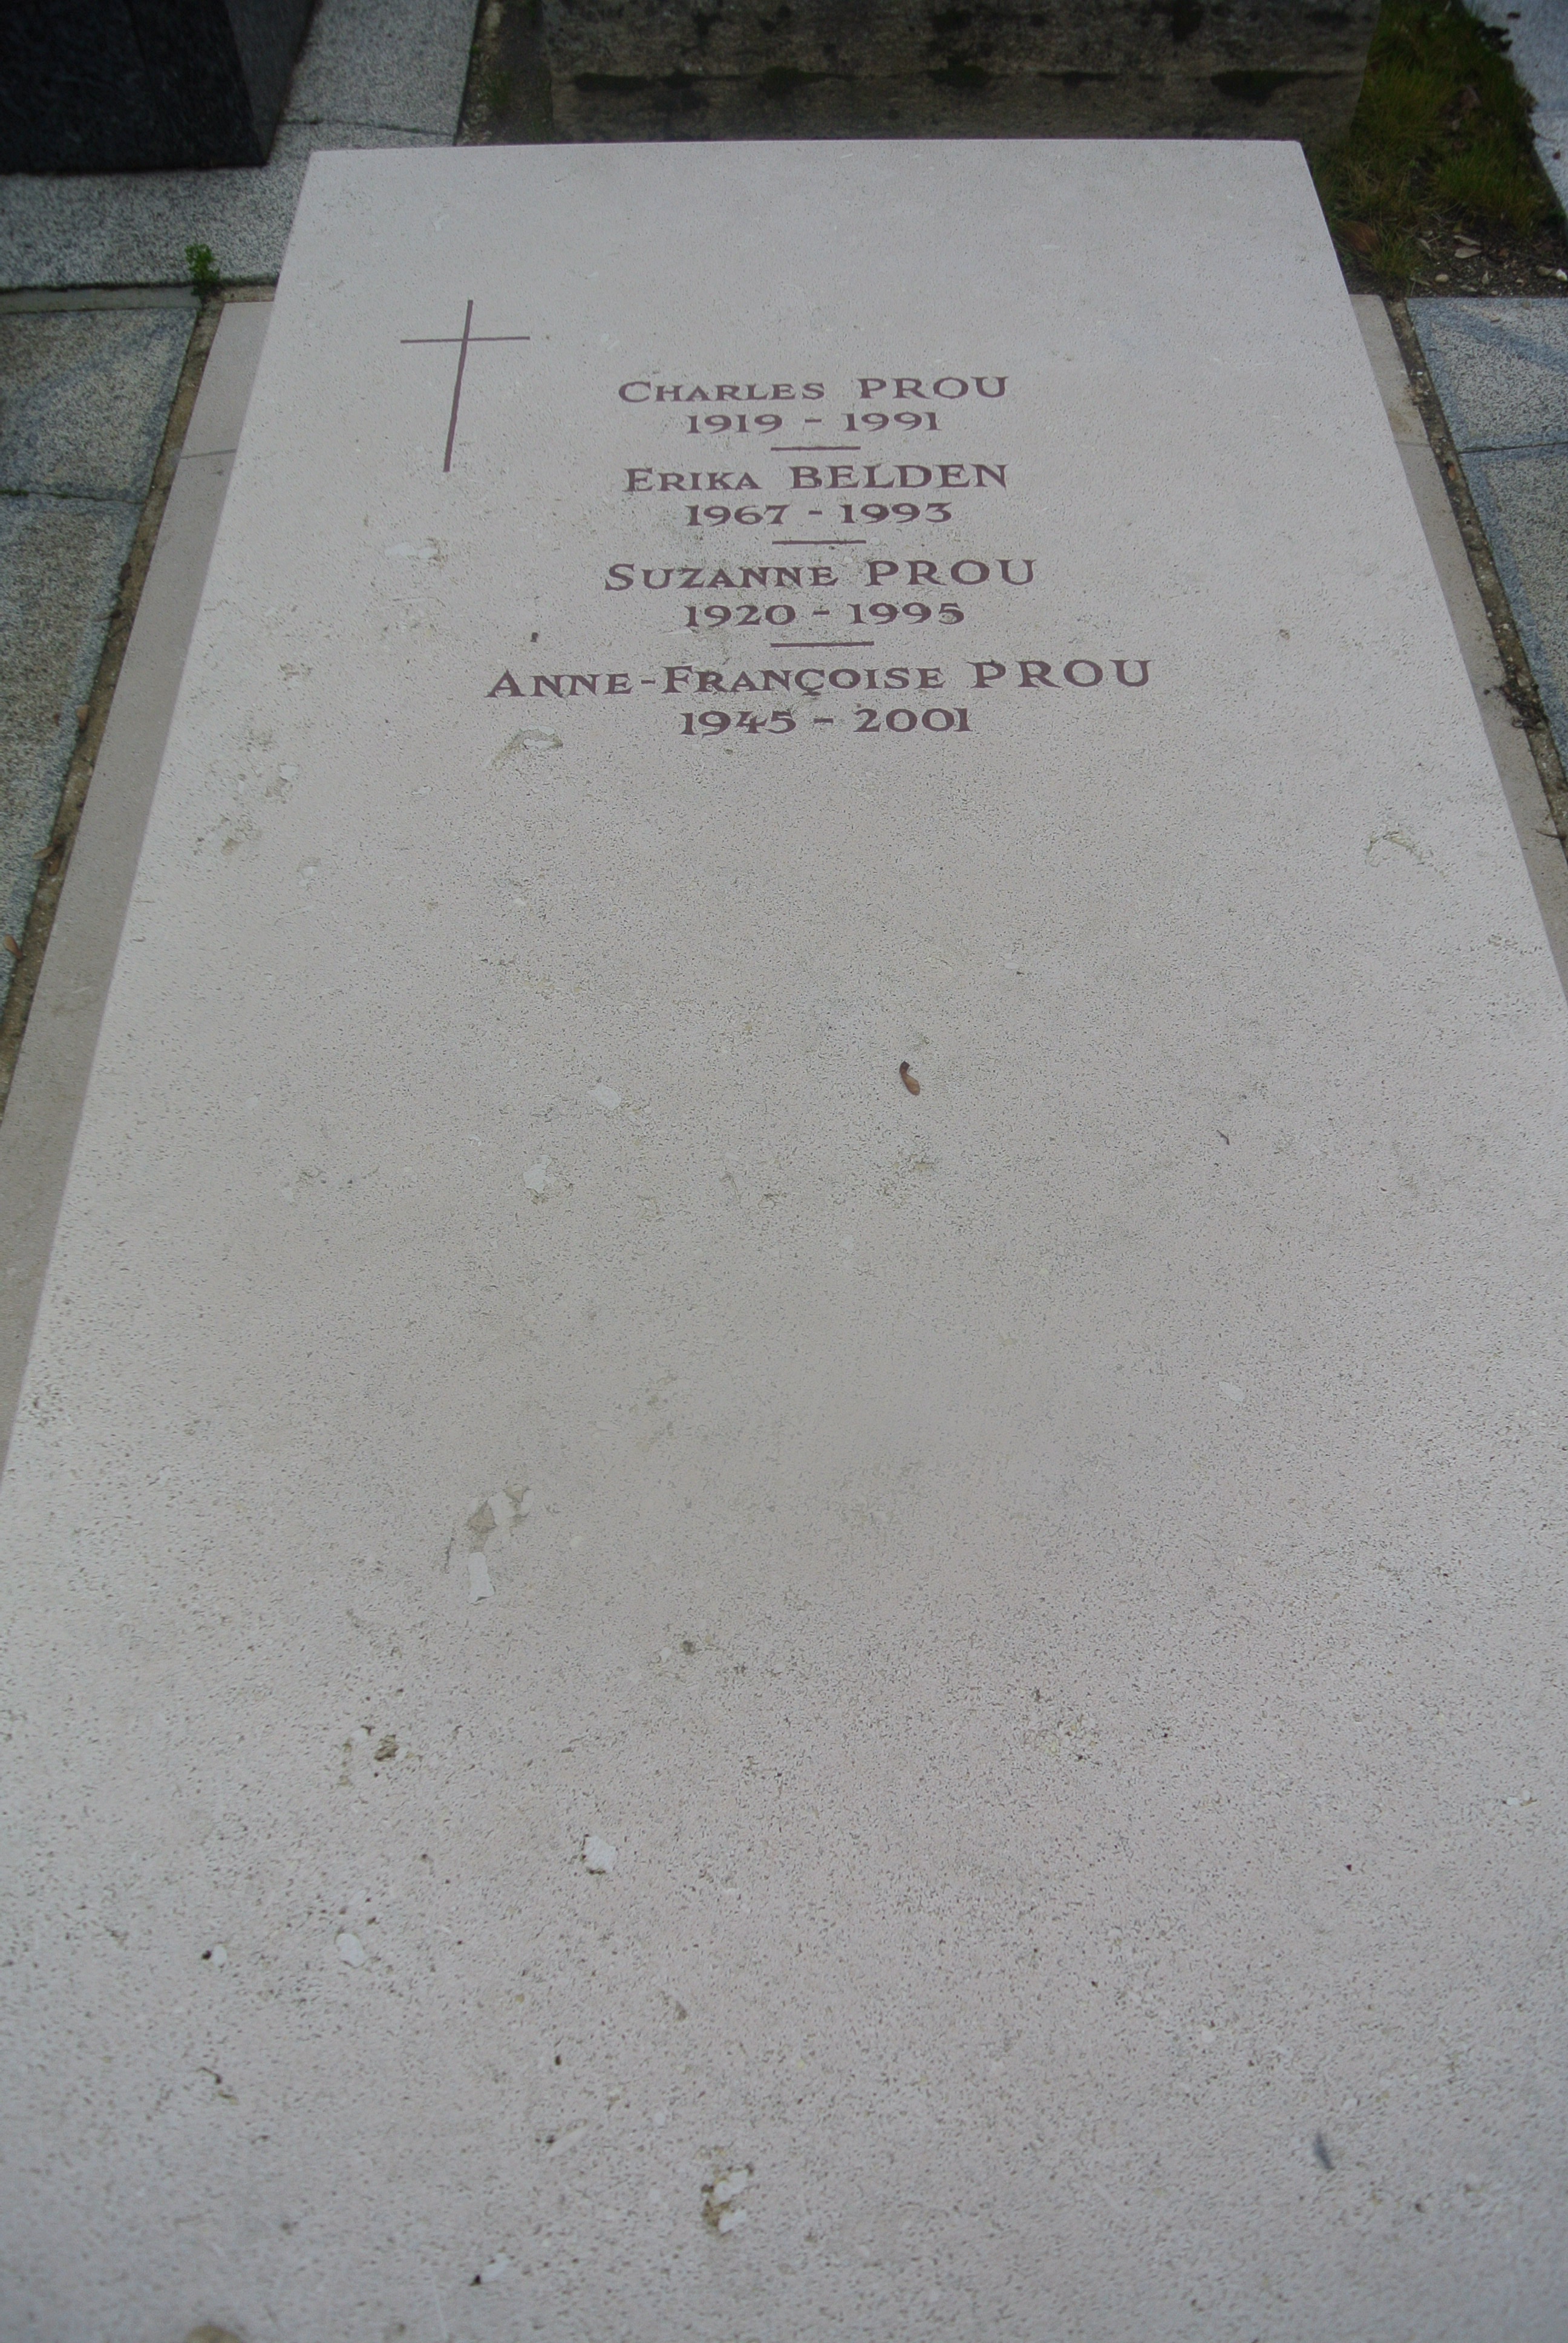 Charles PROU
1919 - 1991
Erika BELDEN
1967 - 1993
Suzanne PROU
1920 - 1995
Anne-Françoise PROU
1945 - 2001